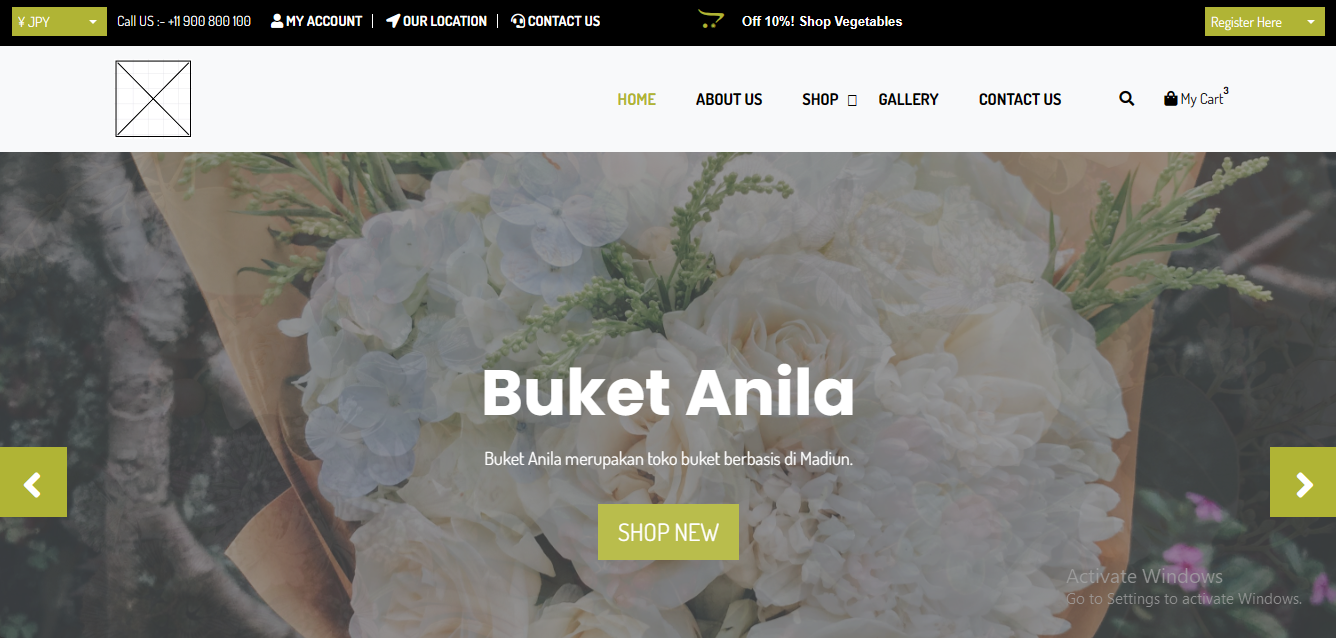 ¥ JPY Call US :- +11 900 800 100 MY ACCOUNT OUR LOCATION CONTACT US Off 10%! Shop Vegetables Register Here
HOME ABOUT US SHOP GALLERY CONTACT US My Cart 3
Buket Anila
Buket Anila merupakan toko buket berbasis di Madiun.
SHOP NEW
Activate Windows
Go to Settings to activate Windows.